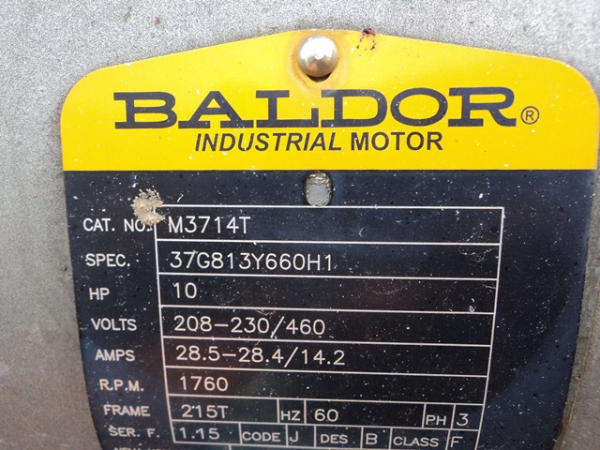 BALDOR®
INDUSTRIAL MOTOR
CAT. NO. M3714T
SPEC. 37G813Y660H1
HP 10
VOLTS 208-230/460
AMPS 28.5-28.4/14.2
R.P.M. 1760
FRAME 215T HZ 60 PH 3
SER. F. 1.15 CODE J DES B CLASS F